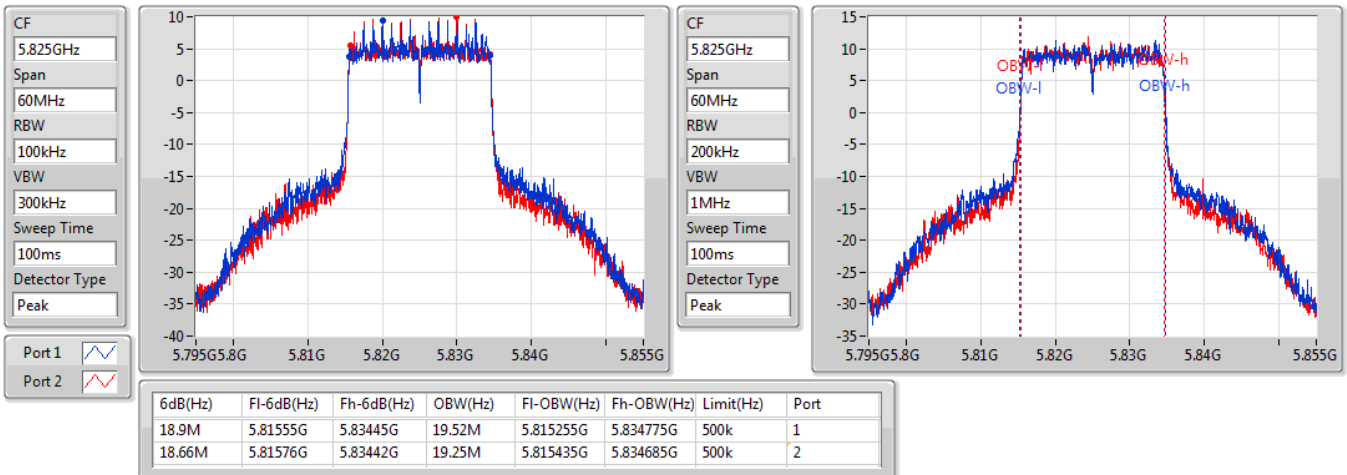 CF
5.825GHz
Span
60MHz
RBW
100kHz
VBW
300kHz
Sweep Time
100ms
Detector Type
Peak
10
5
0
-5
-10
-15
-20
-25
-30
-35
-40
5.795G 5.8G 5.81G 5.82G 5.83G 5.84G 5.855G
CF
5.825GHz
Span
60MHz
RBW
200kHz
VBW
1MHz
Sweep Time
100ms
Detector Type
Peak
15
10
5
0
-5
-10
-15
-20
-25
-30
-35
OBW-h
OBW-l OBW-h
5.795G 5.8G 5.81G 5.82G 5.83G 5.84G 5.855G
Port 1
Port 2
6dB(Hz) Fl-6dB(Hz) Fh-6dB(Hz) OBW(Hz) Fl-OBW(Hz) Fh-OBW(Hz) Limit(Hz) Port
18.9M 5.81555G 5.83445G 19.52M 5.815255G 5.834775G 500k 1
18.66M 5.81576G 5.83442G 19.25M 5.815435G 5.834685G 500k 2